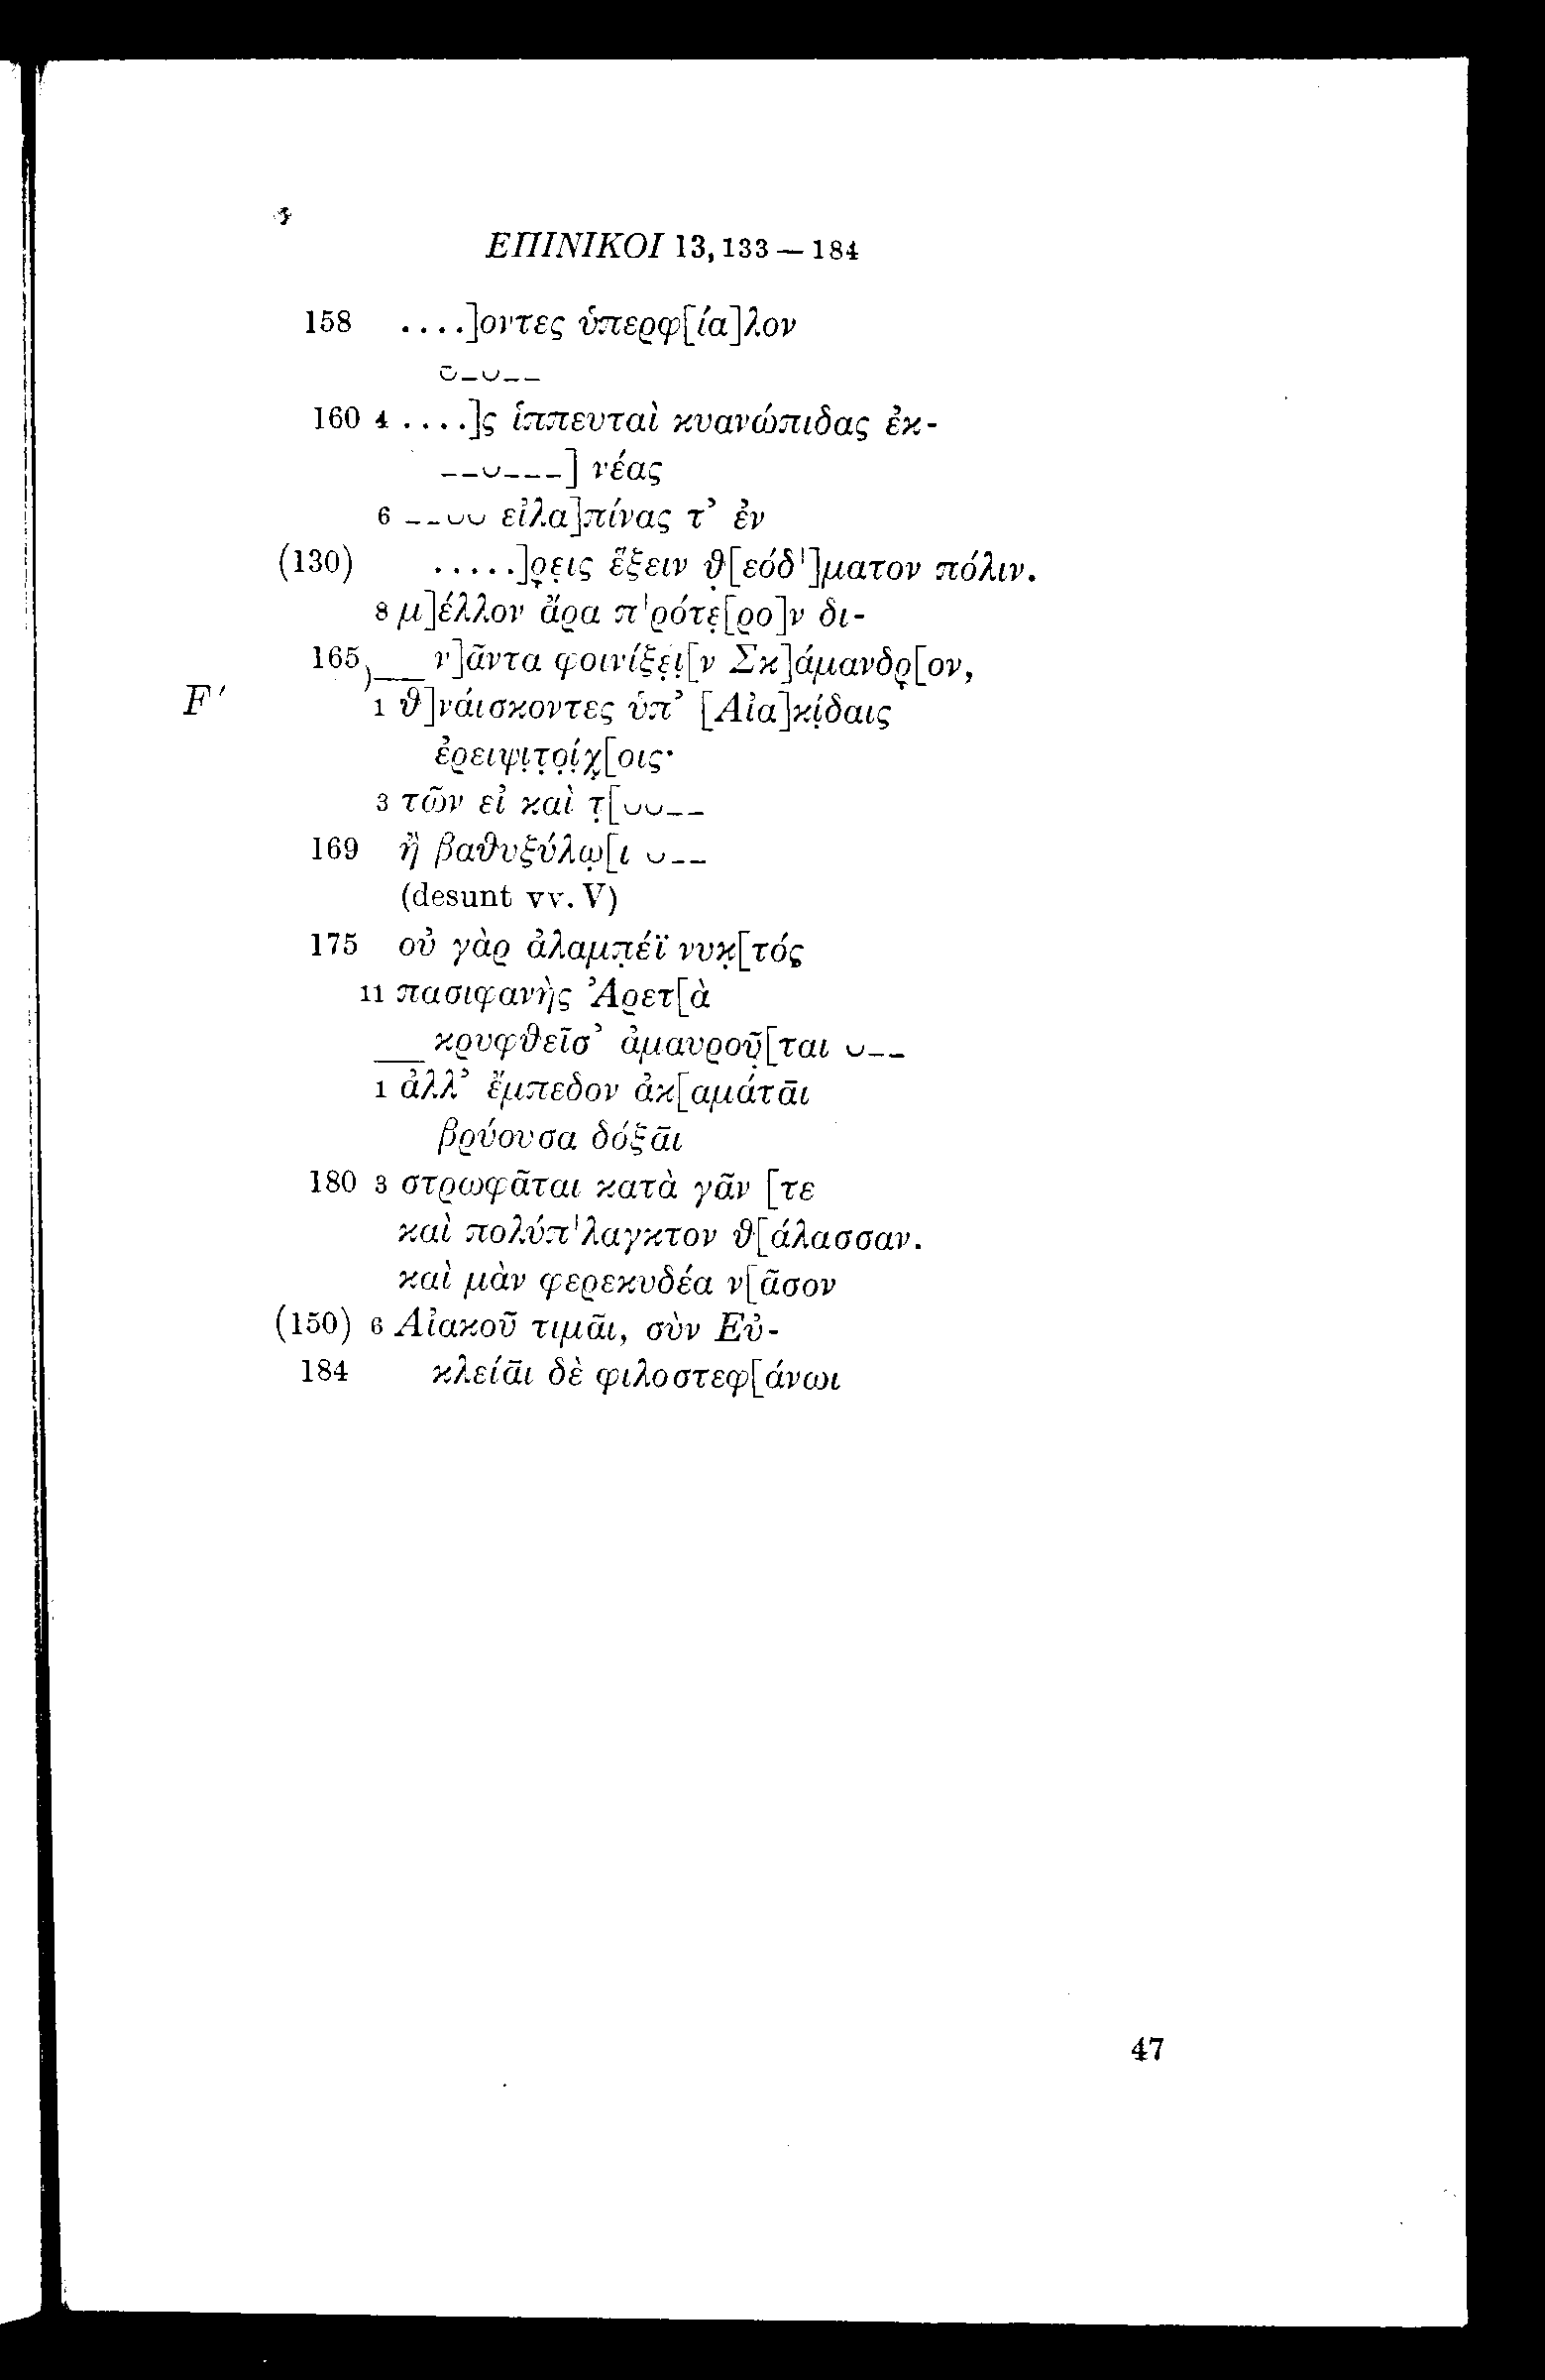 ΕΠΙΝΙΚΟΙ 13,133 — 184
158 ....]οντες ὑπερφ[ία]λον
⏓–⏑––
160 4 ....]ς ἱππευταὶ κυανώπιδας ἐκ-
––⏑–––] νέας
6 ––⏑⏑ εἰλα]πίνας τ’ ἐν
(130) .....]ρ̣ε̣ις ἕξειν θ̣[εόδ']ματον πόλιν.
8 μ]έλλον ἄρα π'ρότε̣[ρο]ν δι-
165 ν]ᾶντα φοινίξε̣ι̣[ν Σκ]άμανδρ̣[ον,
F′ 1 θ]νάισκοντες ὑπ’ [Αἰα]κί̣δαις
ἐρειψι̣τ̣ο̣ί̣χ̣[οις·
3 τῶν εἰ καὶ τ̣[⏑⏑––
169 ἢ βαθυξύλω̣[ι ⏑––
(desunt vv. V)
175 οὐ γὰρ ἀλαμπ̣έϊ νυκ̣[τός
11 πασιφανὴς Ἀρετ[ὰ
κρυφθεῖσ’ ἀμαυροῦ̣[ται ⏑––
1 ἀλλ’ ἔμπεδον ἀκ[αμάτᾱι
βρύουσα δόξᾱι
180 3 στρωφᾶται κατὰ γᾶν [τε
καὶ πολύπ'λαγκτον θ[άλασσαν.
καὶ μὰν φερεκυδέα ν[ᾶσον
(150) 6 Αἰακοῦ τιμᾶι, σὺν Εὐ-
184 κλείᾱι δὲ φιλοστεφ[άνωι
47